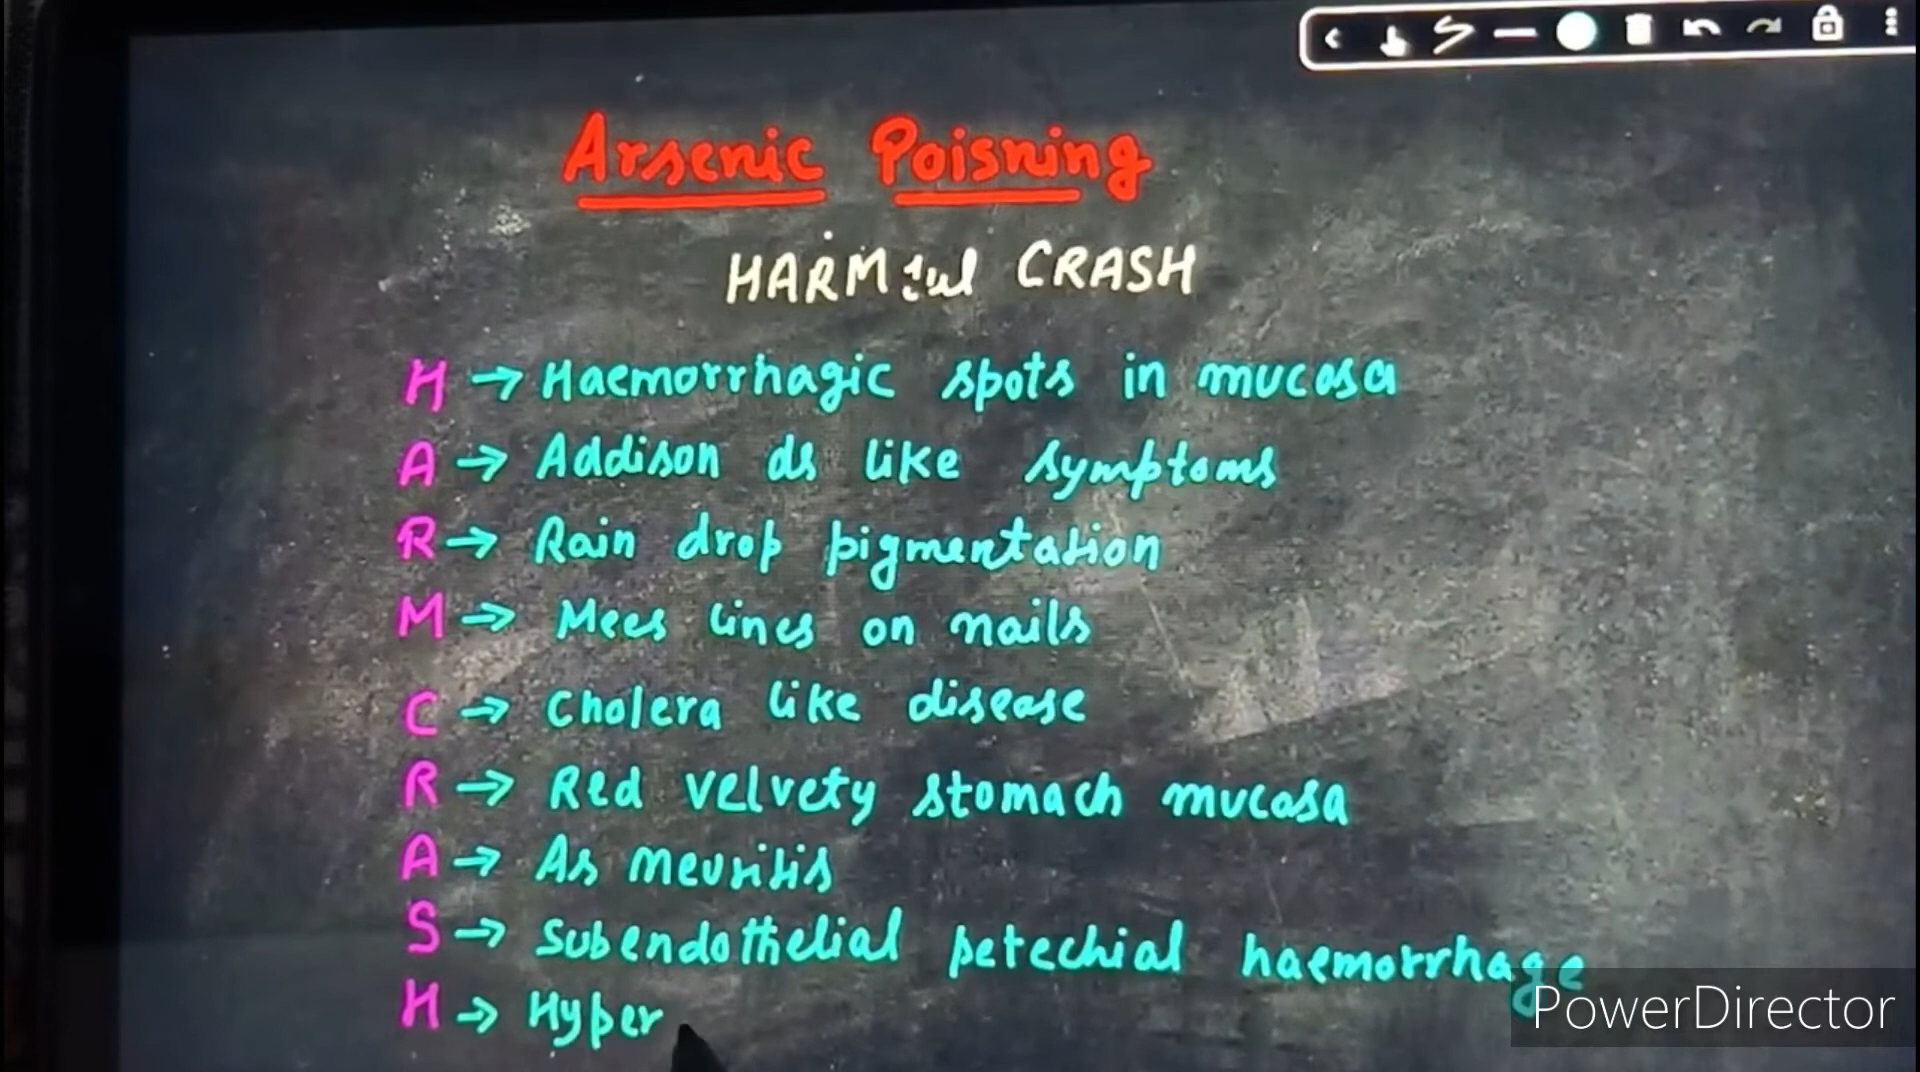 Arsenic Poisning
HARMful CRASH
H → Haemorrhagic spots in mucosa
A → Addison ds like symptoms
R → Rain drop pigmentation
M → Mees lines on nails
C → Cholera like disease
R → Red velvety stomach mucosa
A → As neuritis
S → Subendothelial petechial haemorrhage
H → Hyper
PowerDirector